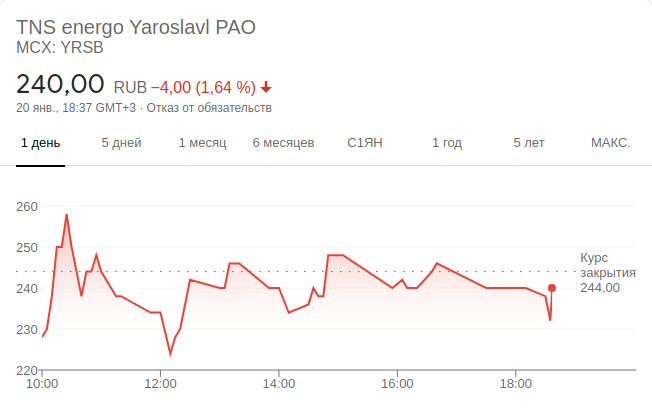 TNS energo Yaroslavl PAO
MCX: YRSB
240,00 RUB −4,00 (1,64 %)
20 янв., 18:37 GMT+3 · Отказ от обязательств
1 день 5 дней 1 месяц 6 месяцев С1ЯН 1 год 5 лет МАКС.
260
250
240
230
220
Курс
закрытия
244,00
10:00 12:00 14:00 16:00 18:00